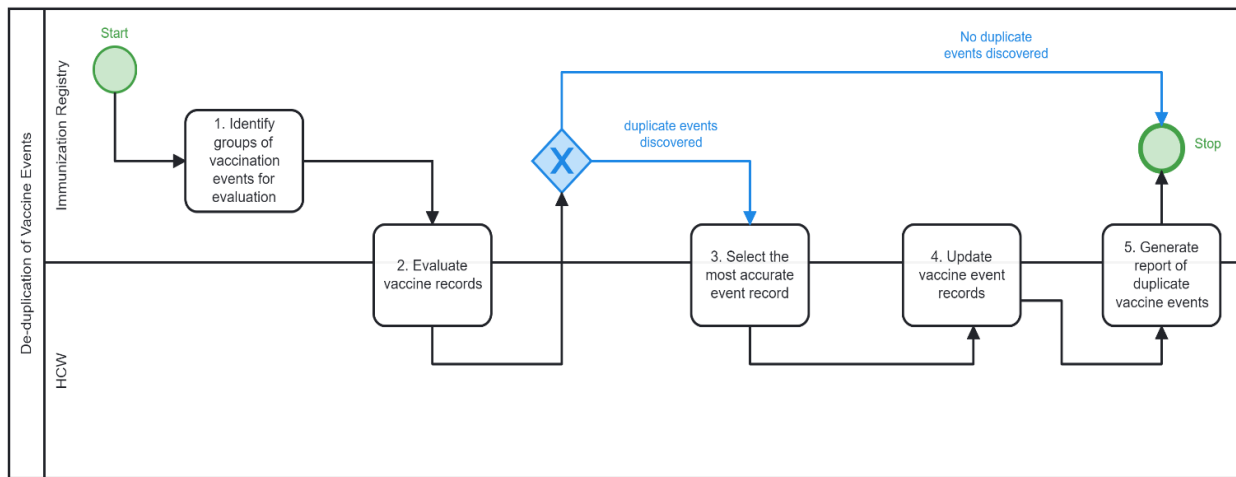 De-duplication of Vaccine Events
Immunization Registry
HCW
Start
1. Identify
groups of
vaccination
events for
evaluation
2. Evaluate
vaccine records
X
No duplicate
events discovered
duplicate events
discovered
3. Select the
most accurate
event record
4. Update
vaccine event
records
5. Generate
report of
duplicate
vaccine events
Stop